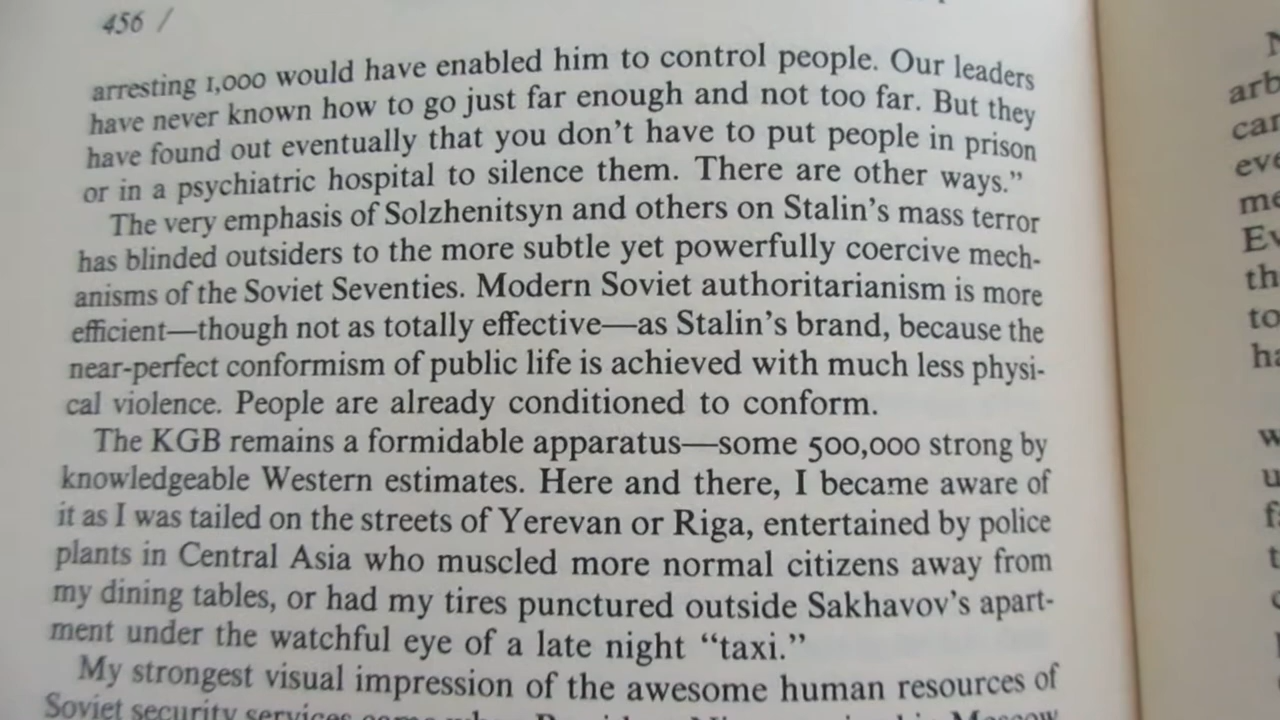 456 /
arresting 1,000 would have enabled him to control people. Our leaders
have never known how to go just far enough and not too far. But they
have found out eventually that you don't have to put people in prison
or in a psychiatric hospital to silence them. There are other ways."
The very emphasis of Solzhenitsyn and others on Stalin's mass terror
has blinded outsiders to the more subtle yet powerfully coercive mech-
anisms of the Soviet Seventies. Modern Soviet authoritarianism is more
efficient—though not as totally effective—as Stalin's brand, because the
near-perfect conformism of public life is achieved with much less physi-
cal violence. People are already conditioned to conform.
The KGB remains a formidable apparatus—some 500,000 strong by
knowledgeable Western estimates. Here and there, I became aware of
it as I was tailed on the streets of Yerevan or Riga, entertained by police
plants in Central Asia who muscled more normal citizens away from
my dining tables, or had my tires punctured outside Sakhavov's apart-
ment under the watchful eye of a late night "taxi."
My strongest visual impression of the awesome human resources of
Soviet security services